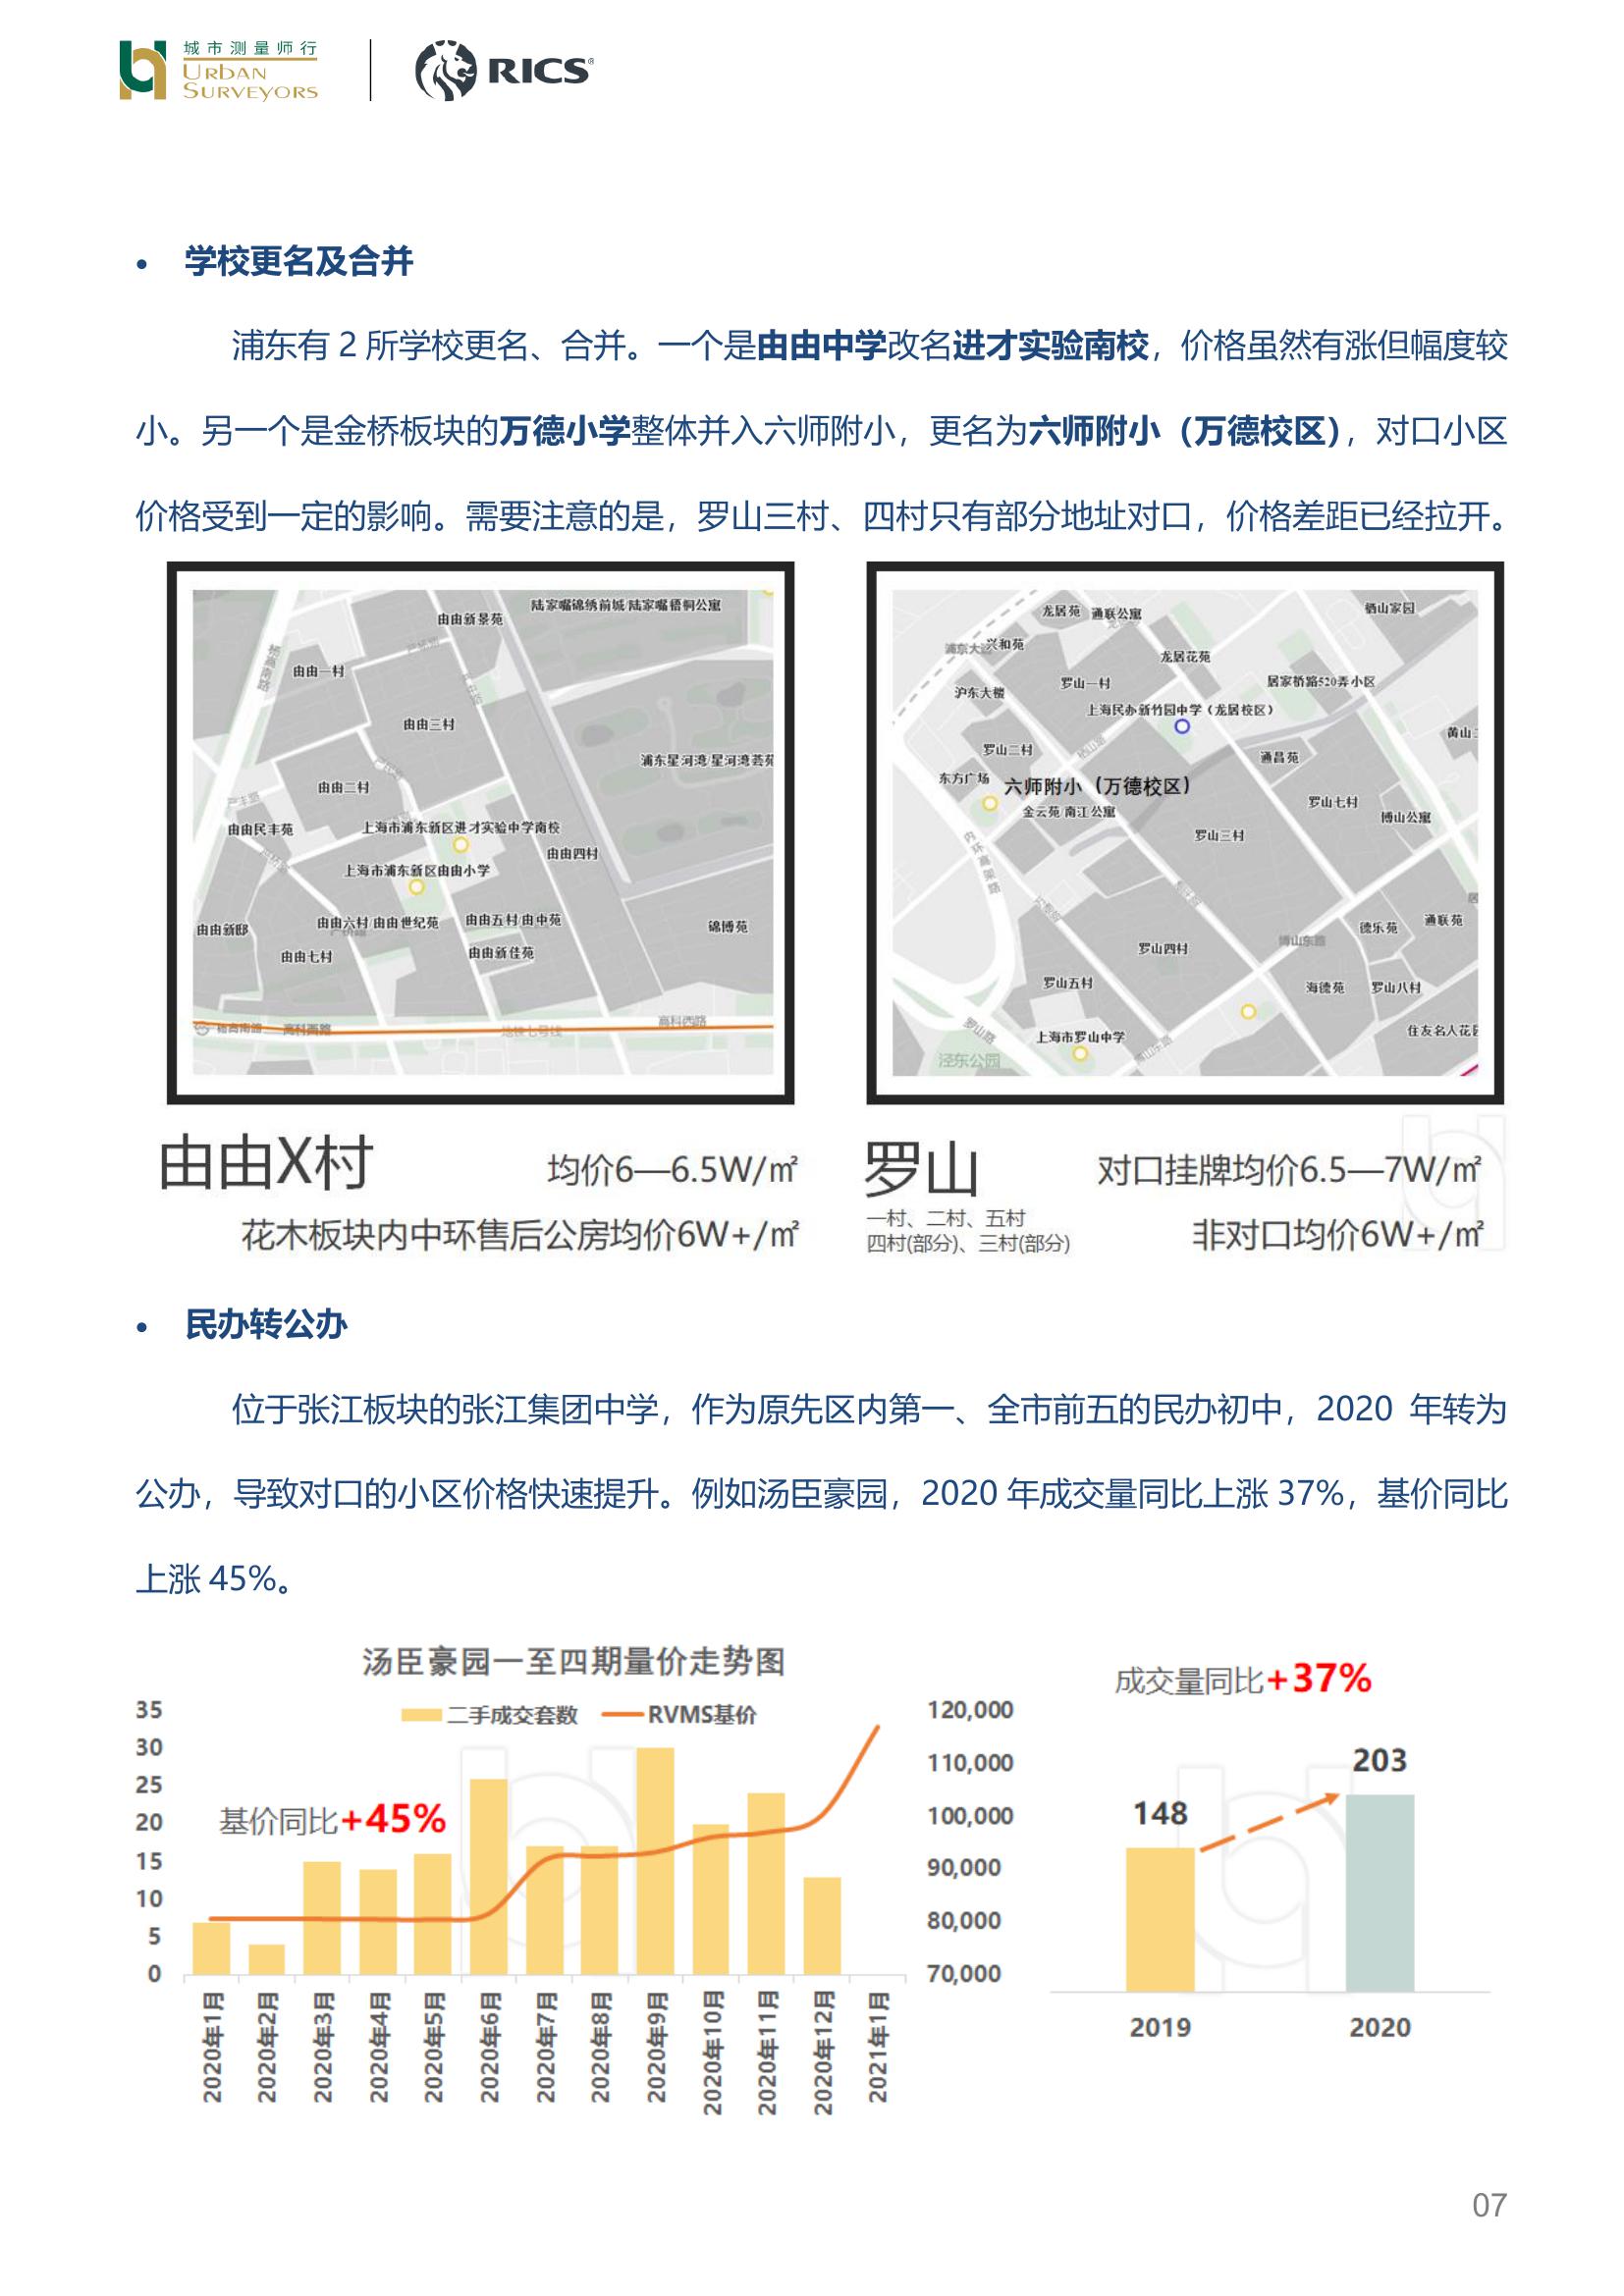 城市测量师行
URBAN
SURVEYORS
RICS®
• 学校更名及合并
浦东有 2 所学校更名、合并。一个是由由中学改名进才实验南校，价格虽然有涨但幅度较
小。另一个是金桥板块的万德小学整体并入六师附小，更名为六师附小（万德校区），对口小区
价格受到一定的影响。需要注意的是，罗山三村、四村只有部分地址对口，价格差距已经拉开。
陆家嘴锦绣前城/陆家嘴梧桐公寓
由由新景苑
由由一村
由由三村
浦东星河湾/星河湾荟苑
由由二村
由由民丰苑
上海市浦东新区进才实验中学南校
由由四村
上海市浦东新区由由小学
由由新邸
由由六村/由由世纪苑
由由五村/由中苑
锦博苑
由由七村
由由新佳苑
高科西路
高科西路
地铁七号线
龙居苑
通联公寓
栖山家园
浦东大道
兴和苑
龙居花苑
罗山一村
居家桥路520弄小区
沪东大楼
上海民办新竹园中学（龙居校区）
黄山
罗山二村
通昌苑
东方广场
六师附小（万德校区）
金云苑/南江公寓
罗山七村
博山公寓
罗山三村
内环高架路
德乐苑
通联苑
罗山四村
博山东路
罗山五村
海德苑
罗山八村
罗山路
上海市罗山中学
住友名人花园
泾东公园
由由X村
均价6—6.5W/㎡
花木板块内中环售后公房均价6W+/㎡
罗山
对口挂牌均价6.5—7W/㎡
一村、二村、五村
四村(部分)、三村(部分)
非对口均价6W+/㎡
• 民办转公办
位于张江板块的张江集团中学，作为原先区内第一、全市前五的民办初中，2020 年转为
公办，导致对口的小区价格快速提升。例如汤臣豪园，2020 年成交量同比上涨 37%，基价同比
上涨 45%。
汤臣豪园一至四期量价走势图
二手成交套数
RVMS基价
基价同比+45%
35
30
25
20
15
10
5
0
120,000
110,000
100,000
90,000
80,000
70,000
2020年1月
2020年2月
2020年3月
2020年4月
2020年5月
2020年6月
2020年7月
2020年8月
2020年9月
2020年10月
2020年11月
2020年12月
2021年1月
成交量同比+37%
148
203
2019
2020
07